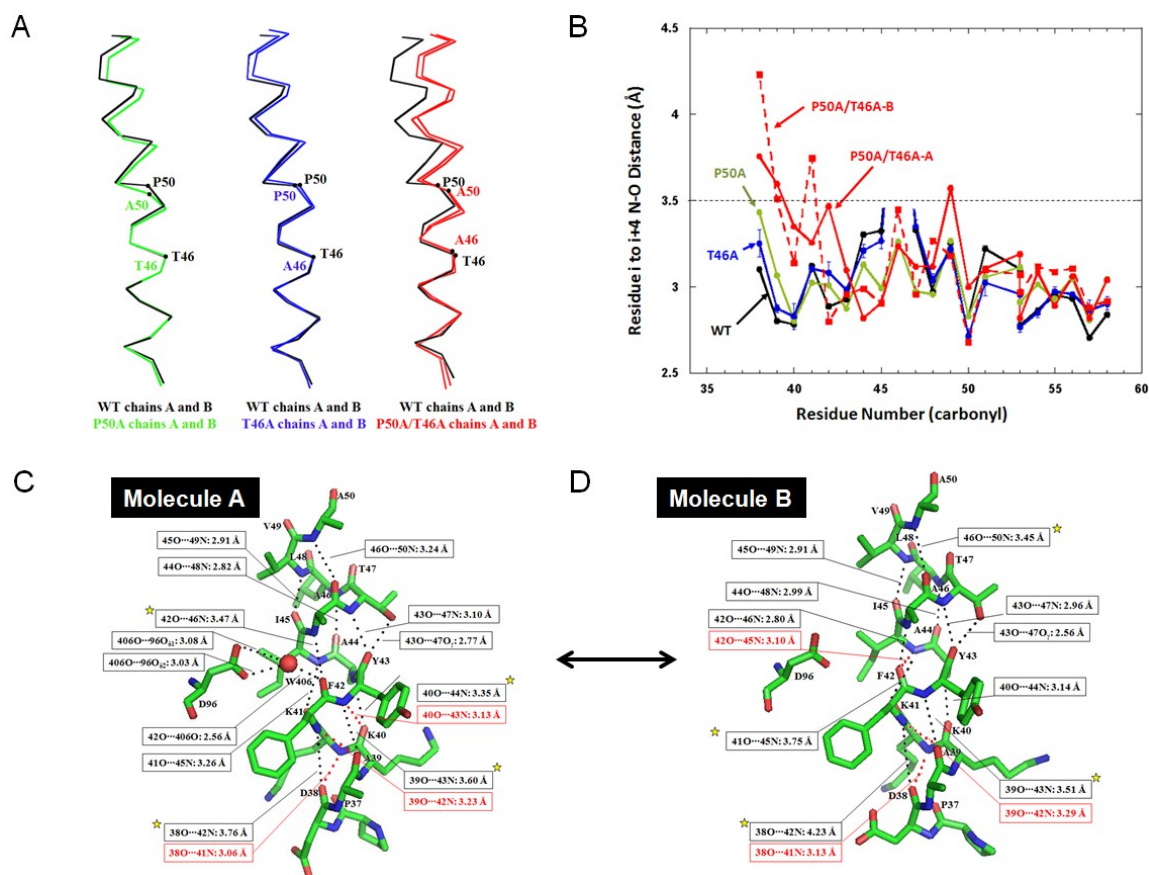 A
P50
A50
T46
T46
WT chains A and B
P50A chains A and B
P50
P50
T46
A46
WT chains A and B
T46A chains A and B
P50
A50
A46
T46
WT chains A and B
P50A/T46A chains A and B
B
Residue i to i+4 N-O Distance (Å)
4.5
4
3.5
3
2.5
P50A/T46A-B
P50A/T46A-A
P50A
T46A
WT
35 40 45 50 55 60
Residue Number (carbonyl)
C
Molecule A
A50
V49
L48
T47
A46
I45
A44
Y43
F42
K41
K40
A39
D38
P37
D96
W406
45O···49N: 2.91 Å
44O···48N: 2.82 Å
42O···46N: 3.47 Å
406O···96Oδ1: 3.08 Å
406O···96Oδ2: 3.03 Å
42O···406O: 2.56 Å
41O···45N: 3.26 Å
38O···42N: 3.76 Å
38O···41N: 3.06 Å
46O···50N: 3.24 Å
43O···47N: 3.10 Å
43O···47Oγ: 2.77 Å
40O···44N: 3.35 Å
40O···43N: 3.13 Å
39O···43N: 3.60 Å
39O···42N: 3.23 Å
D
Molecule B
A50
V49
L48
T47
A46
I45
A44
Y43
F42
K41
K40
A39
D38
P37
D96
45O···49N: 2.91 Å
44O···48N: 2.99 Å
42O···46N: 2.80 Å
42O···45N: 3.10 Å
41O···45N: 3.75 Å
38O···42N: 4.23 Å
38O···41N: 3.13 Å
46O···50N: 3.45 Å
43O···47N: 2.96 Å
43O···47Oγ: 2.56 Å
40O···44N: 3.14 Å
39O···43N: 3.51 Å
39O···42N: 3.29 Å